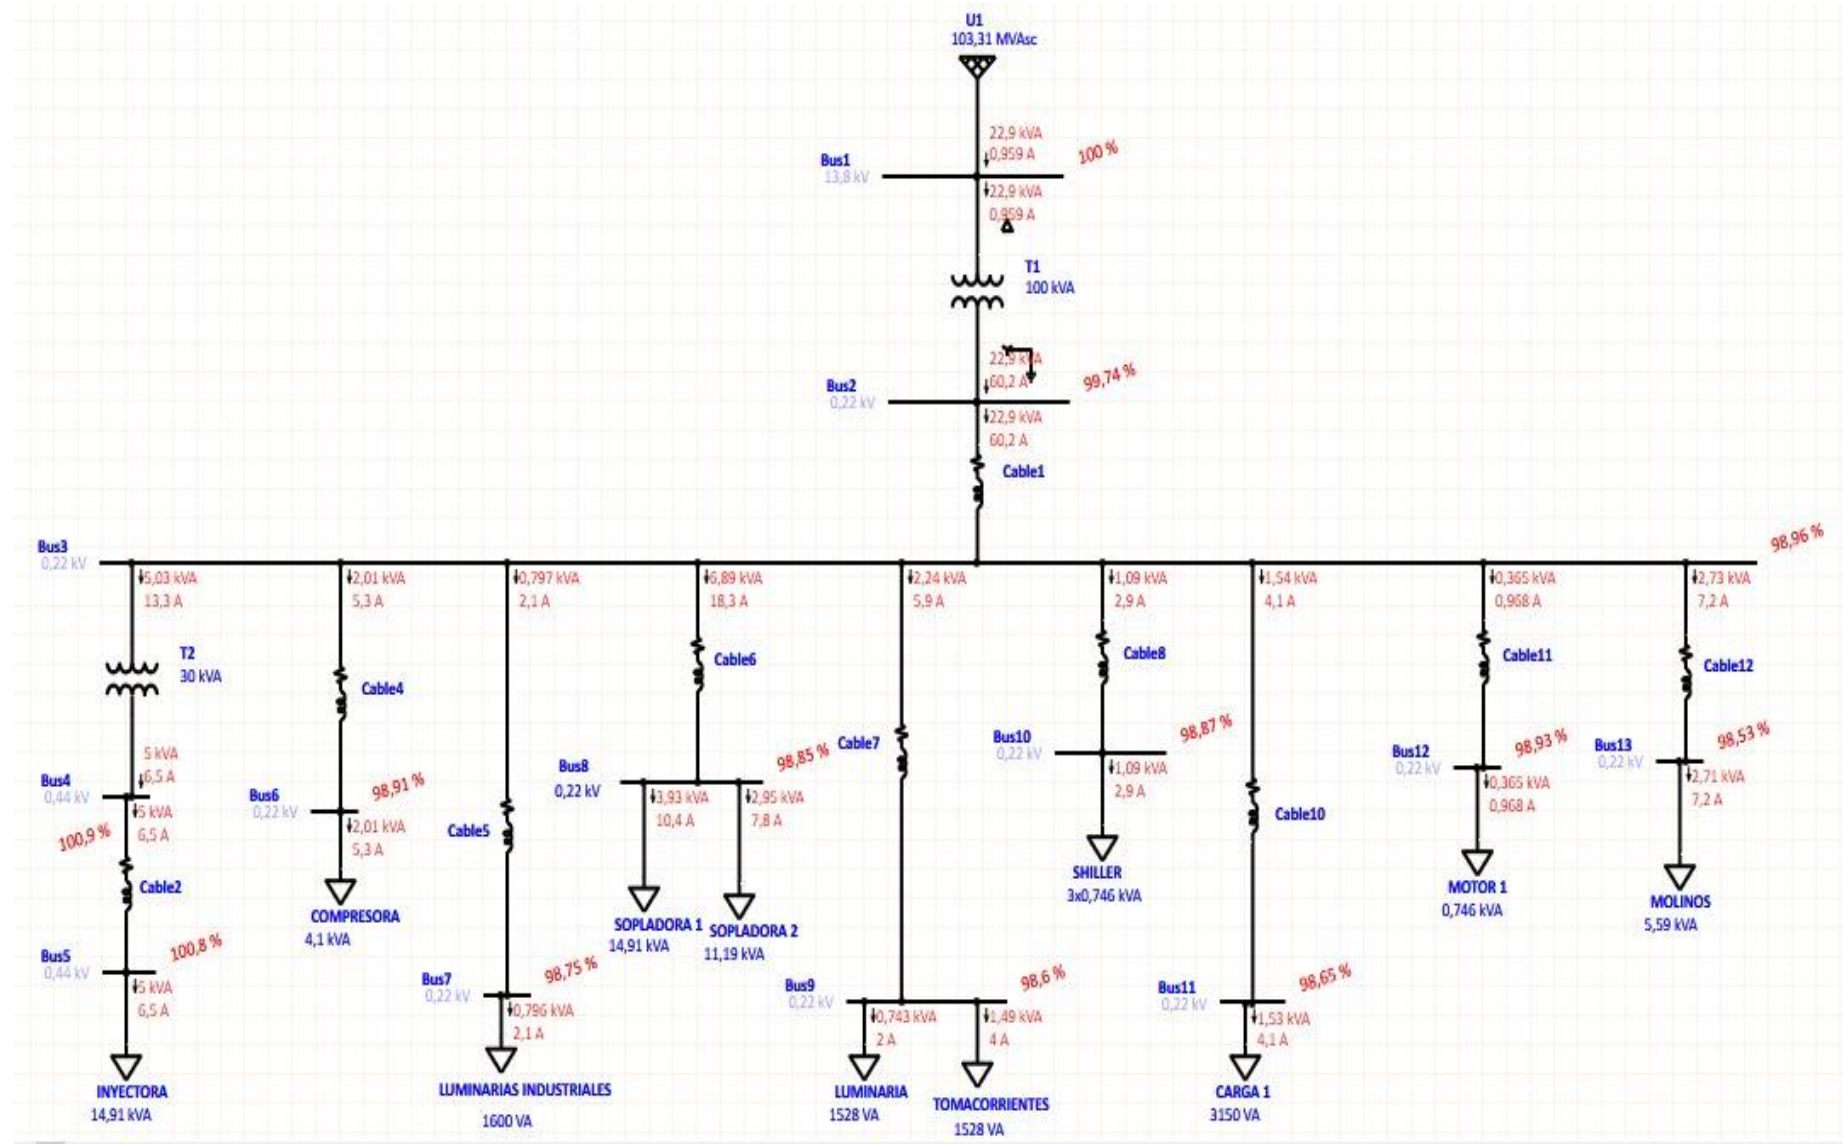 U1
103,31 MVAsc
22,9 kVA
0,959 A
100 %
Bus1
13,8 kV
22,9 kVA
0,959 A
Δ
T1
100 kVA
22,9 kVA
60,2 A
99,74 %
Bus2
0,22 kV
22,9 kVA
60,2 A
Cable1
Bus3
0,22 kV
98,96 %
5,03 kVA
13,3 A
2,01 kVA
5,3 A
0,797 kVA
2,1 A
6,89 kVA
18,3 A
2,24 kVA
5,9 A
1,09 kVA
2,9 A
1,54 kVA
4,1 A
0,365 kVA
0,968 A
2,73 kVA
7,2 A
T2
30 kVA
Cable4
Cable6
Cable8
Cable11
Cable12
5 kVA
6,5 A
Bus4
0,44 kV
5 kVA
6,5 A
100,9 %
Cable2
Bus5
0,44 kV
100,8 %
5 kVA
6,5 A
INYECTORA
14,91 kVA
Bus6
0,22 kV
98,91 %
2,01 kVA
5,3 A
COMPRESORA
4,1 kVA
Cable5
Bus7
0,22 kV
98,75 %
0,796 kVA
2,1 A
LUMINARIAS INDUSTRIALES
1600 VA
Bus8
0,22 kV
98,85 %
3,93 kVA
10,4 A
2,95 kVA
7,8 A
SOPLADORA 1
14,91 kVA
SOPLADORA 2
11,19 kVA
Cable7
Bus9
0,22 kV
98,6 %
0,743 kVA
2 A
1,49 kVA
4 A
LUMINARIA
1528 VA
TOMACORRIENTES
1528 VA
Bus10
0,22 kV
98,87 %
1,09 kVA
2,9 A
SHILLER
3x0,746 kVA
Cable10
Bus11
0,22 kV
98,65 %
1,53 kVA
4,1 A
CARGA 1
3150 VA
Bus12
0,22 kV
98,93 %
0,365 kVA
0,968 A
MOTOR 1
0,746 kVA
Bus13
0,22 kV
98,53 %
2,71 kVA
7,2 A
MOLINOS
5,59 kVA